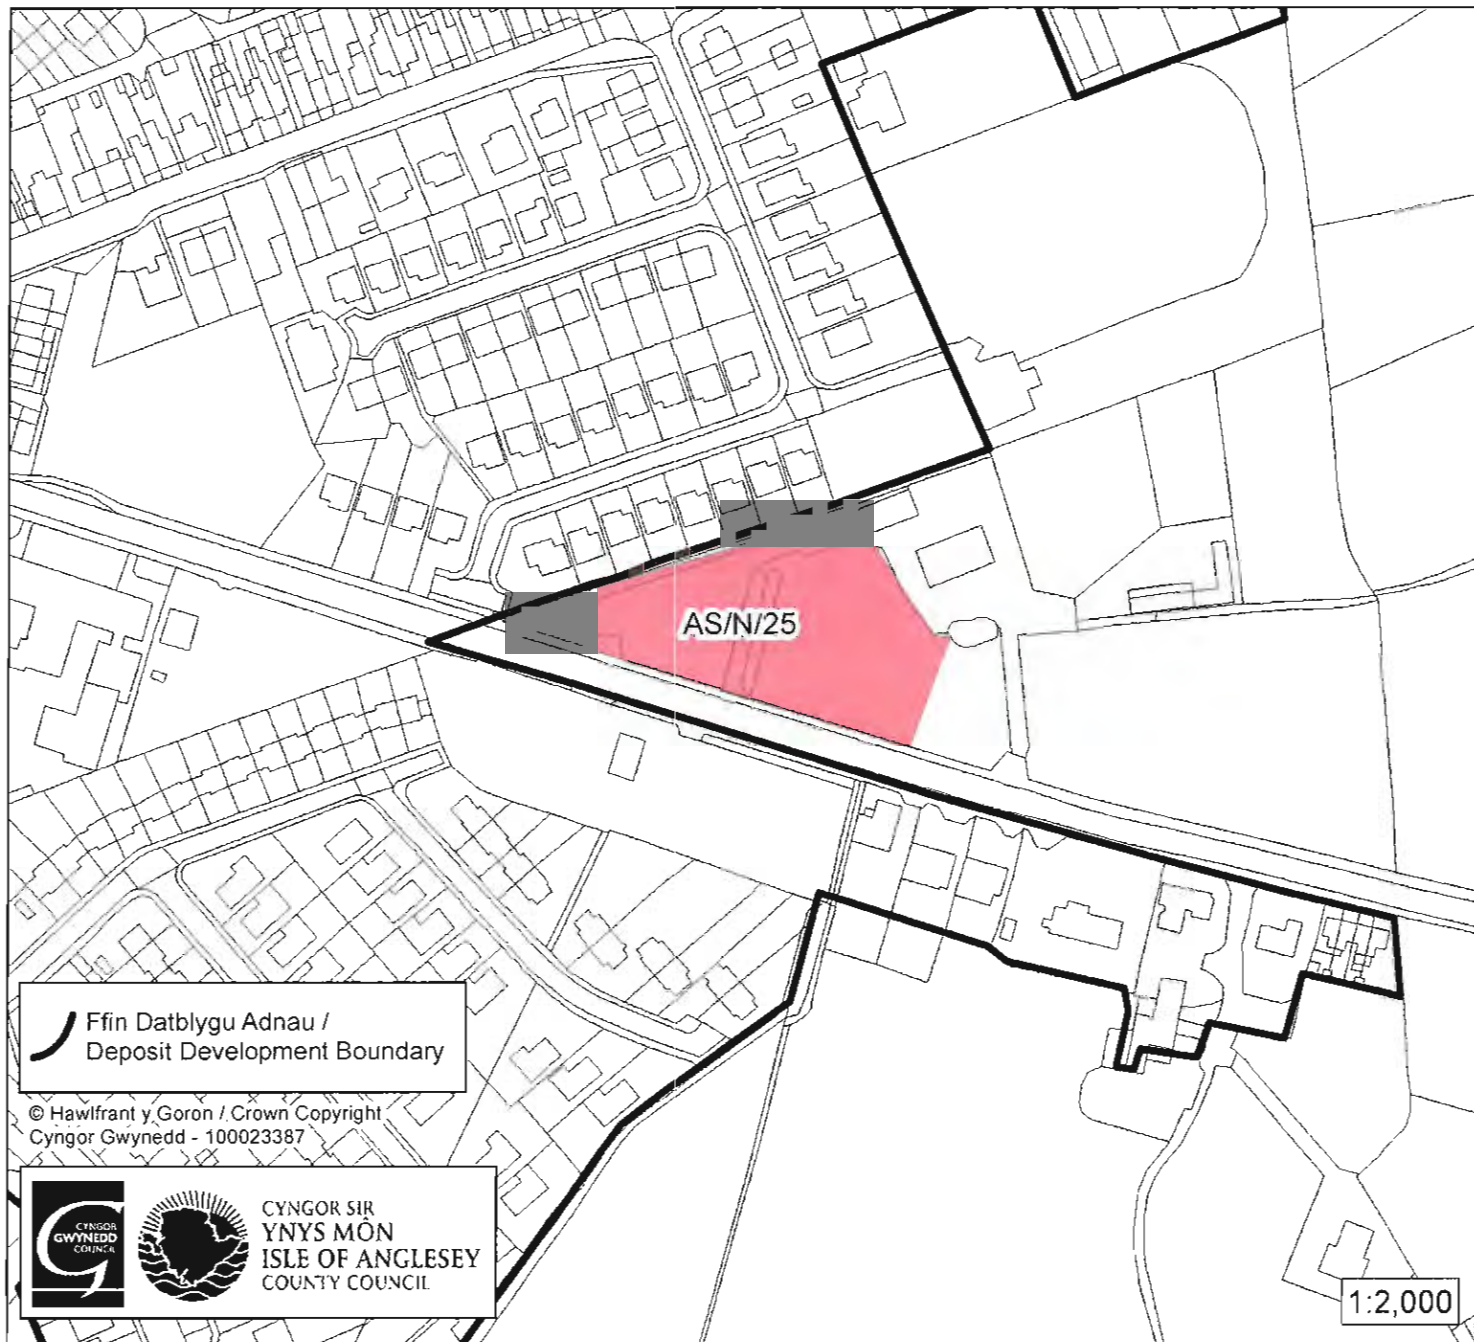 AS/N/25
Ffin Datblygu Adnau /
Deposit Development Boundary
© Hawlfraint y Goron / Crown Copyright
Cyngor Gwynedd - 100023387
CYNGOR
GWYNEDD
COUNCIL
CYNGOR SIR
YNYS MÔN
ISLE OF ANGLESEY
COUNTY COUNCIL
1:2,000